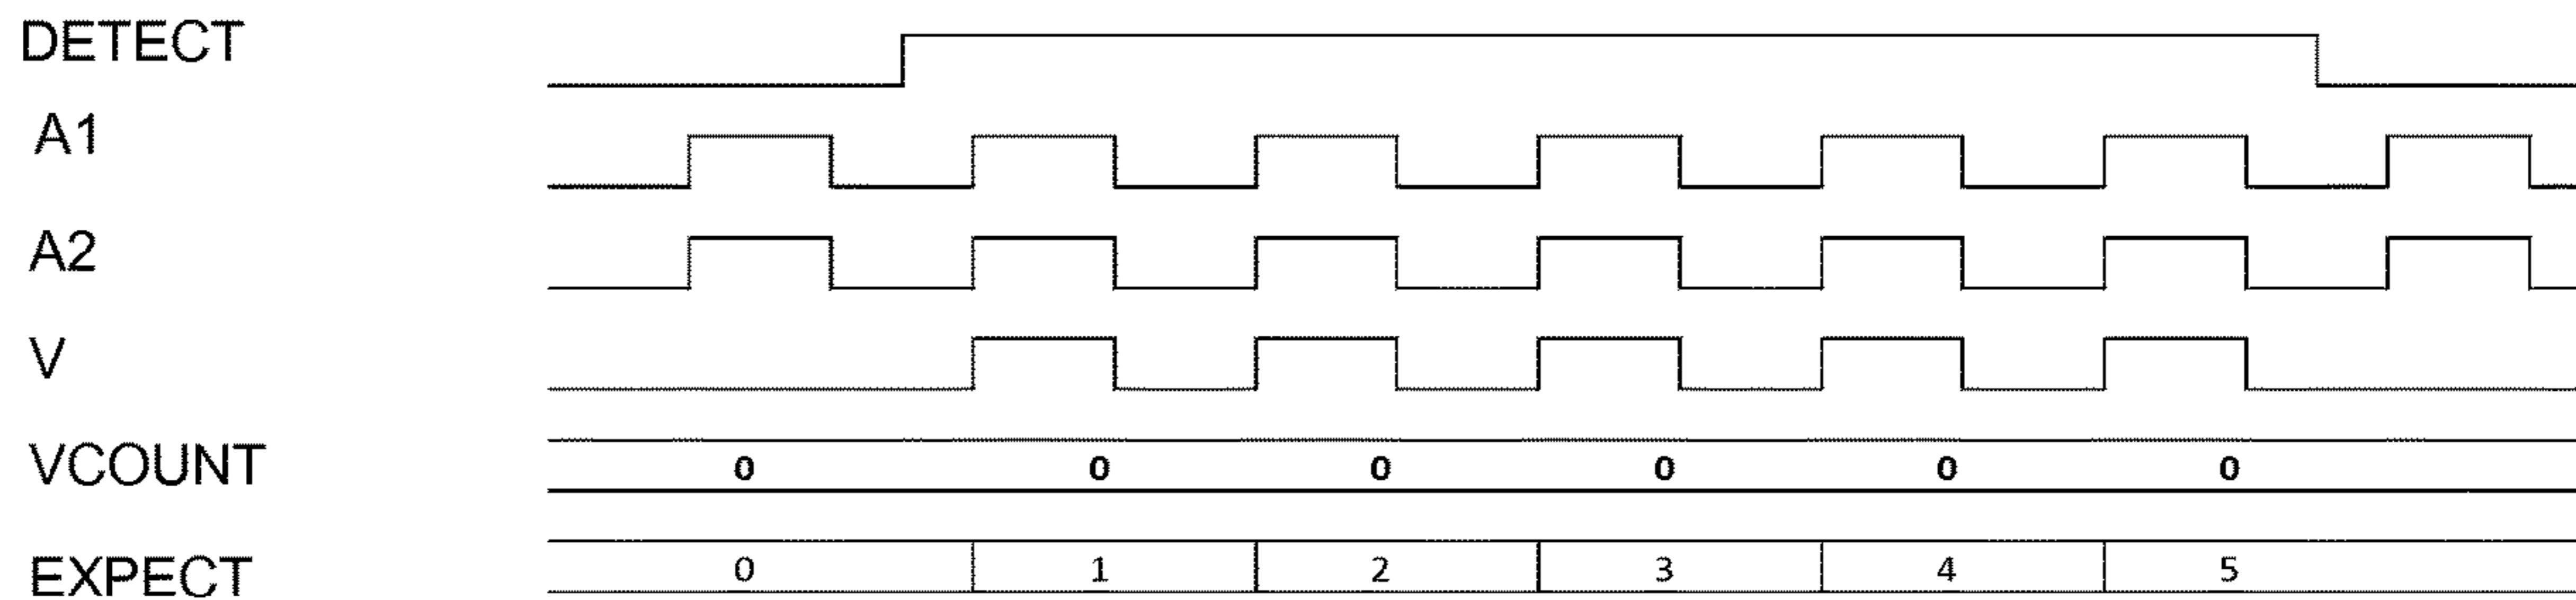 DETECT
A1
A2
V
VCOUNT 0 0 0 0 0 0
EXPECT 0 1 2 3 4 5